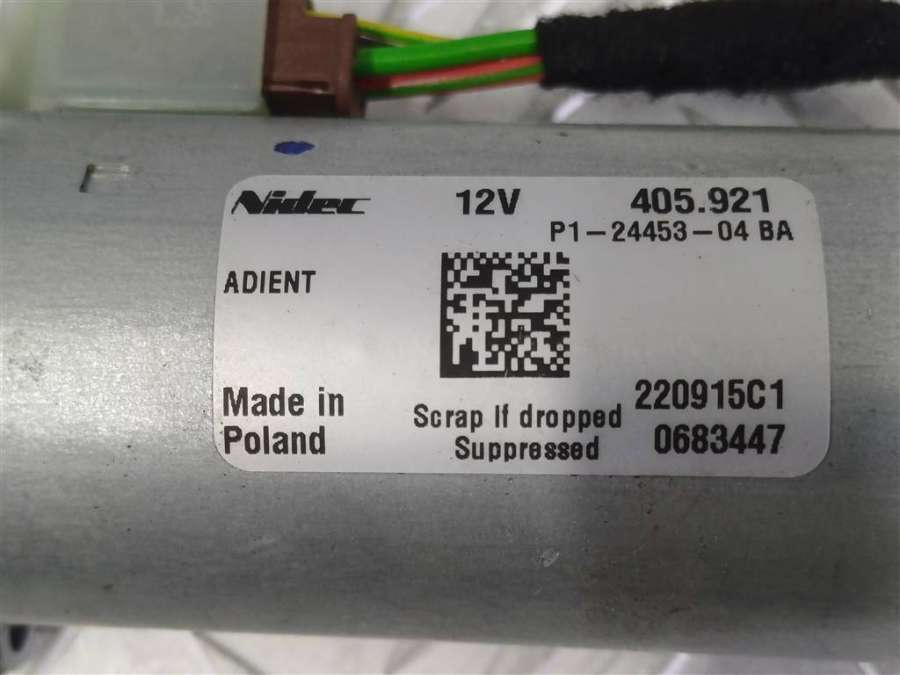 Nidec 12V 405.921
P1-24453-04 BA
ADIENT
Made in
Poland
Scrap If dropped
Suppressed
220915C1
0683447